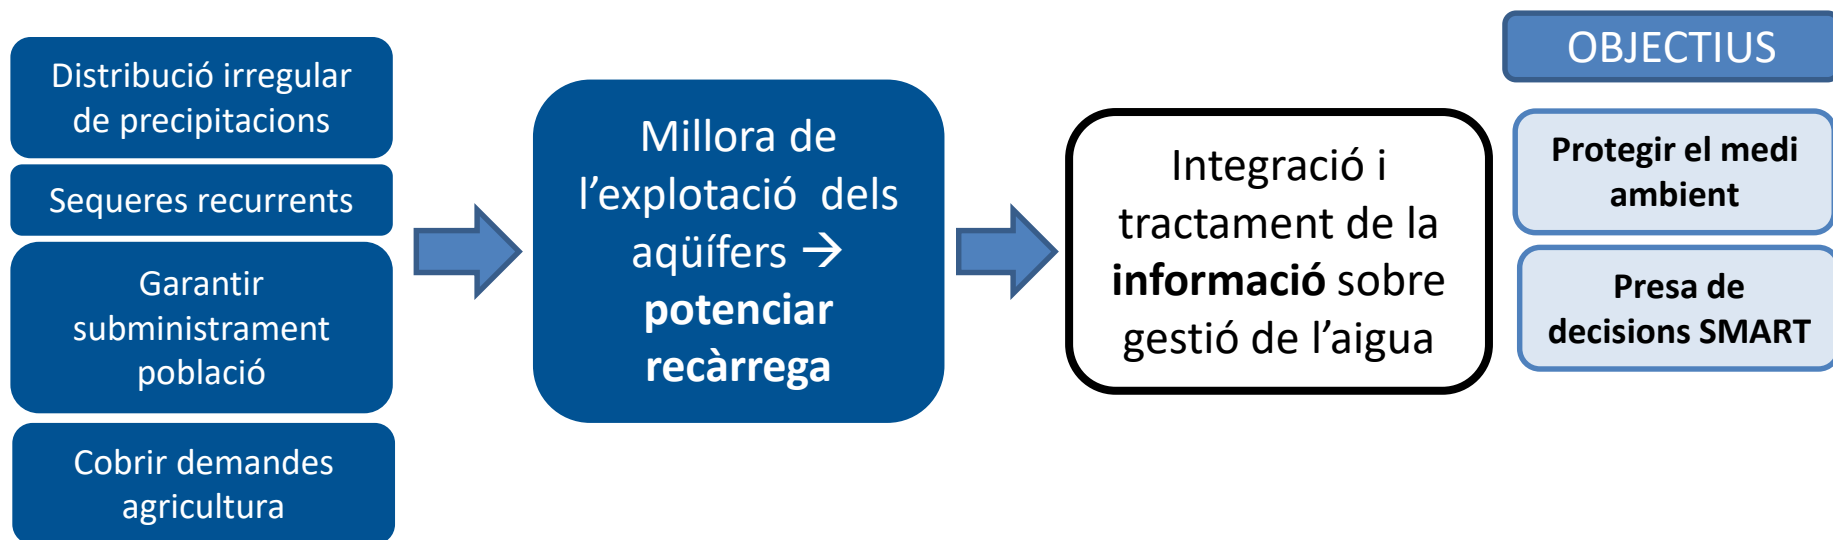 Distribució irregular
de precipitacions
Sequeres recurrents
Garantir
subministrament
població
Cobrir demandes
agricultura
Millora de
l’explotació dels
aqüífers →
potenciar
recàrrega
Integració i
tractament de la
informació sobre
gestió de l’aigua
OBJECTIUS
Protegir el medi
ambient
Presa de
decisions SMART